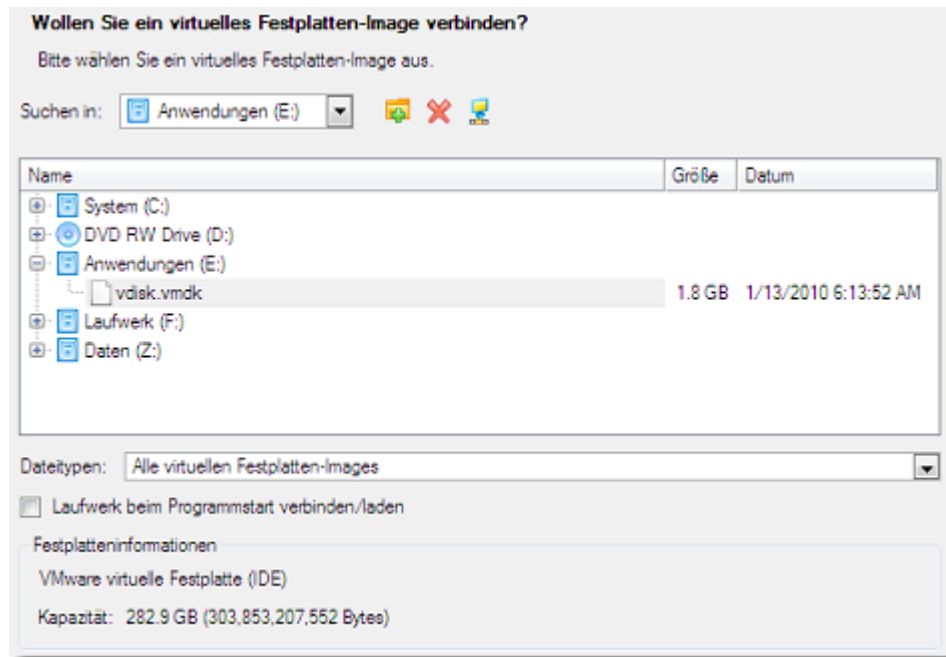 Wollen Sie ein virtuelles Festplatten-Image verbinden?
Bitte wählen Sie ein virtuelles Festplatten-Image aus.
Suchen in: Anwendungen (E:)
Name Größe Datum
System (C:)
DVD RW Drive (D:)
Anwendungen (E:)
vdisk.vmdk 1.8 GB 1/13/2010 6:13:52 AM
Laufwerk (F:)
Daten (Z:)
Dateitypen: Alle virtuellen Festplatten-Images
Laufwerk beim Programmstart verbinden/laden
Festplatteninformationen
VMware virtuelle Festplatte (IDE)
Kapazität: 282.9 GB (303,853,207,552 Bytes)